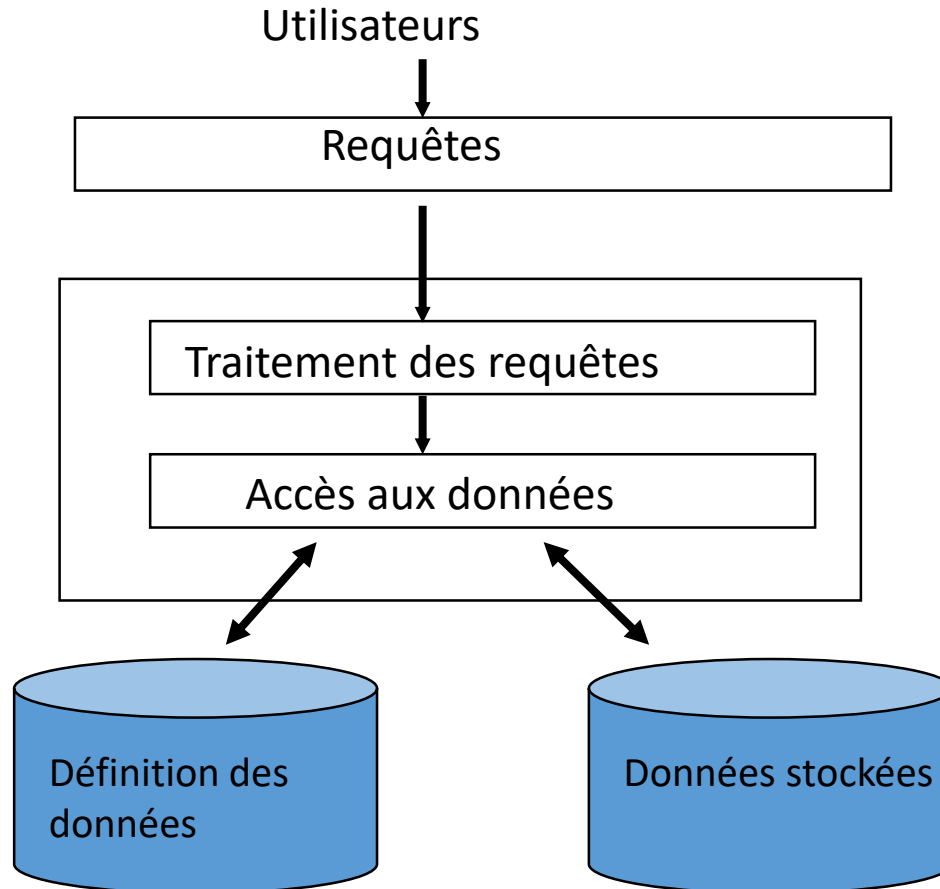 Utilisateurs
Requêtes
Traitement des requêtes
Accès aux données
Définition des
données
Données stockées